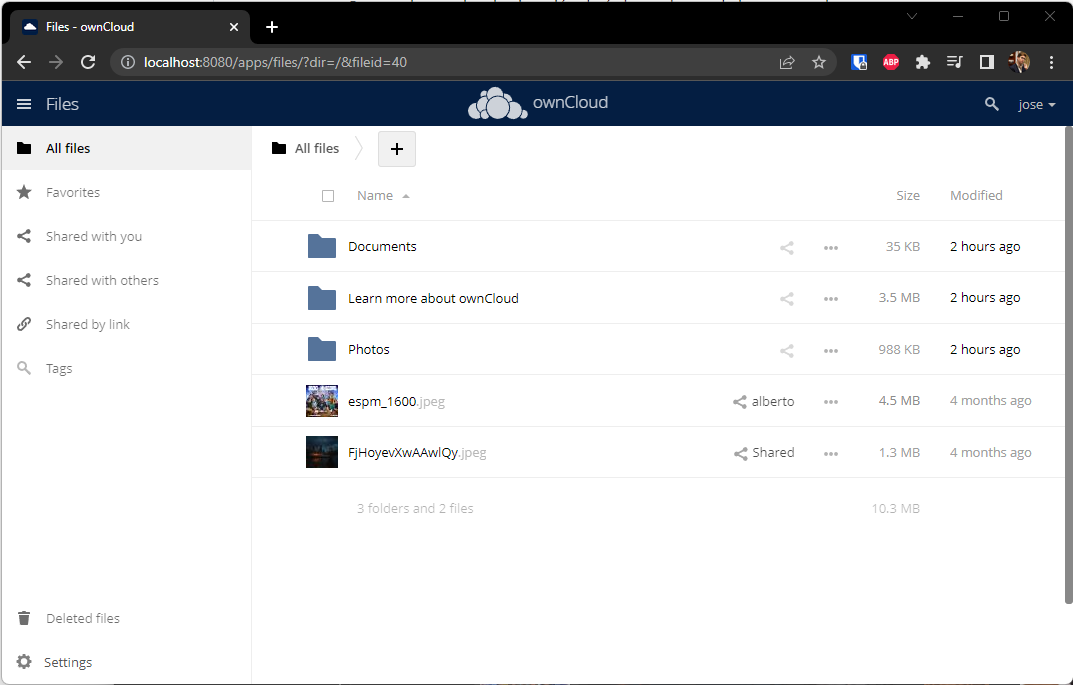 Files - ownCloud
localhost:8080/apps/files/?dir=/&fileid=40
ABP
Files
ownCloud
jose
All files
Favorites
Shared with you
Shared with others
Shared by link
Tags
Deleted files
Settings
All files
+
Name Size Modified
Documents 35 KB 2 hours ago
Learn more about ownCloud 3.5 MB 2 hours ago
Photos 988 KB 2 hours ago
espm_1600.jpeg alberto 4.5 MB 4 months ago
FjHoyevXwAAwlQy.jpeg Shared 1.3 MB 4 months ago
3 folders and 2 files 10.3 MB